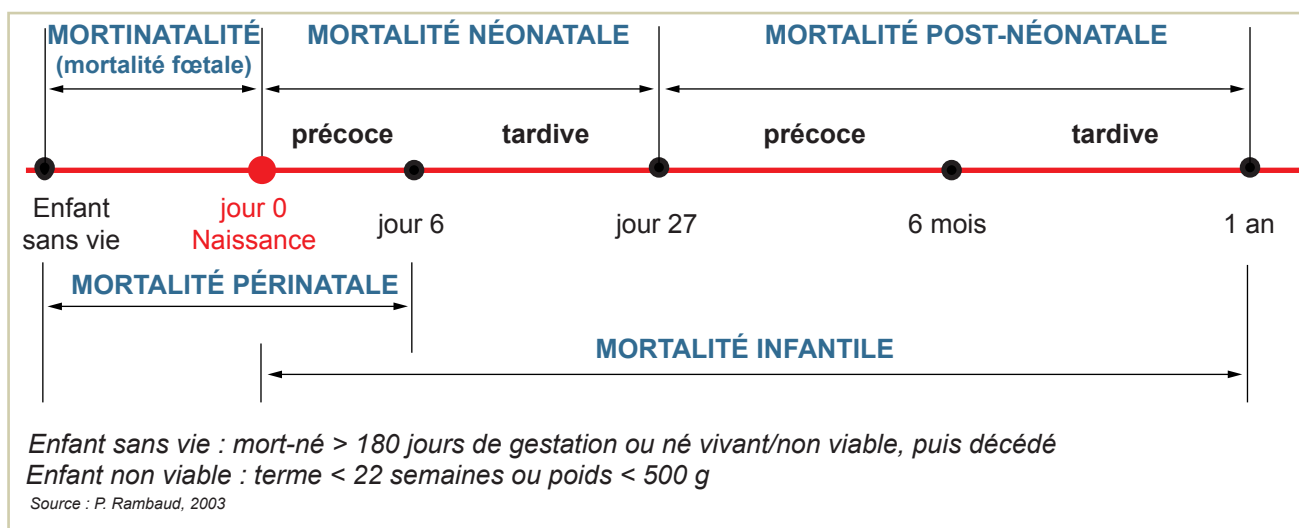 MORTINATALITÉ
(mortalité fœtale)
MORTALITÉ NÉONATALE
MORTALITÉ POST-NÉONATALE
précoce
tardive
précoce
tardive
Enfant
sans vie
jour 0
Naissance
jour 6
jour 27
6 mois
1 an
MORTALITÉ PÉRINATALE
MORTALITÉ INFANTILE
Enfant sans vie : mort-né > 180 jours de gestation ou né vivant/non viable, puis décédé
Enfant non viable : terme < 22 semaines ou poids < 500 g
Source : P. Rambaud, 2003